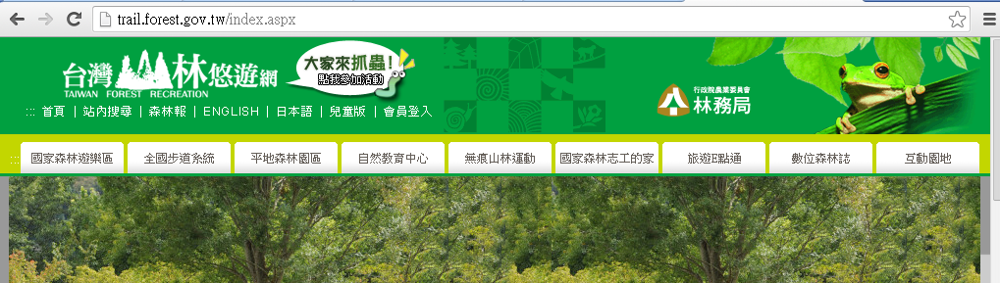 trail.forest.gov.tw/index.aspx
台灣山林悠遊網
TAIWAN FOREST RECREATION
大家來抓蟲!
點我參加活動
行政院農業委員會
林務局
::: 首頁 | 站內搜尋 | 森林報 | ENGLISH | 日本語 | 兒童版 | 會員登入
::: 國家森林遊樂區 全國步道系統 平地森林園區 自然教育中心 無痕山林運動 國家森林志工的家 旅遊E點通 數位森林誌 互動園地